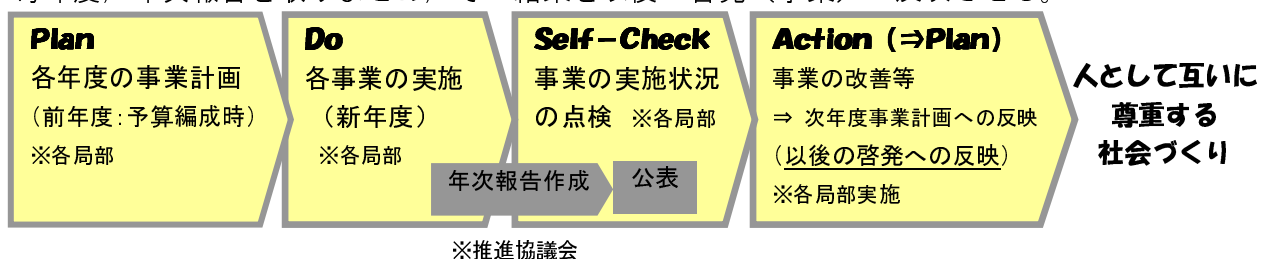 Plan
各年度の事業計画
（前年度：予算編成時）
※各局部
Do
各事業の実施
（新年度）
※各局部
Self－Check
事業の実施状況
の点検 ※各局部
年次報告作成
公表
※推進協議会
Action（⇒Plan）
事業の改善等
⇒ 次年度事業計画への反映
（以後の啓発への反映）
※各局部実施
人として互いに
尊重する
社会づくり